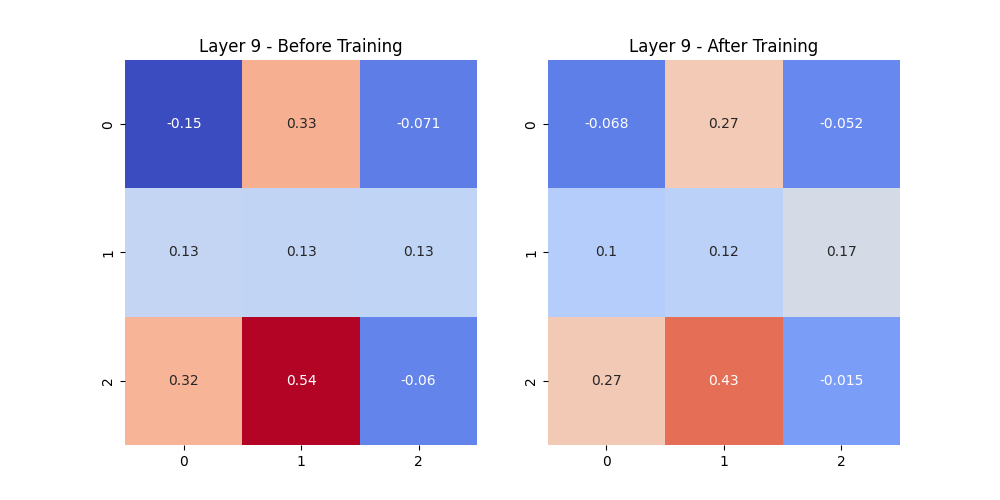 Layer 9 - Before Training
0 -0.15 0.33 -0.071
1 0.13 0.13 0.13
2 0.32 0.54 -0.06
0 1 2
Layer 9 - After Training
0 -0.068 0.27 -0.052
1 0.1 0.12 0.17
2 0.27 0.43 -0.015
0 1 2